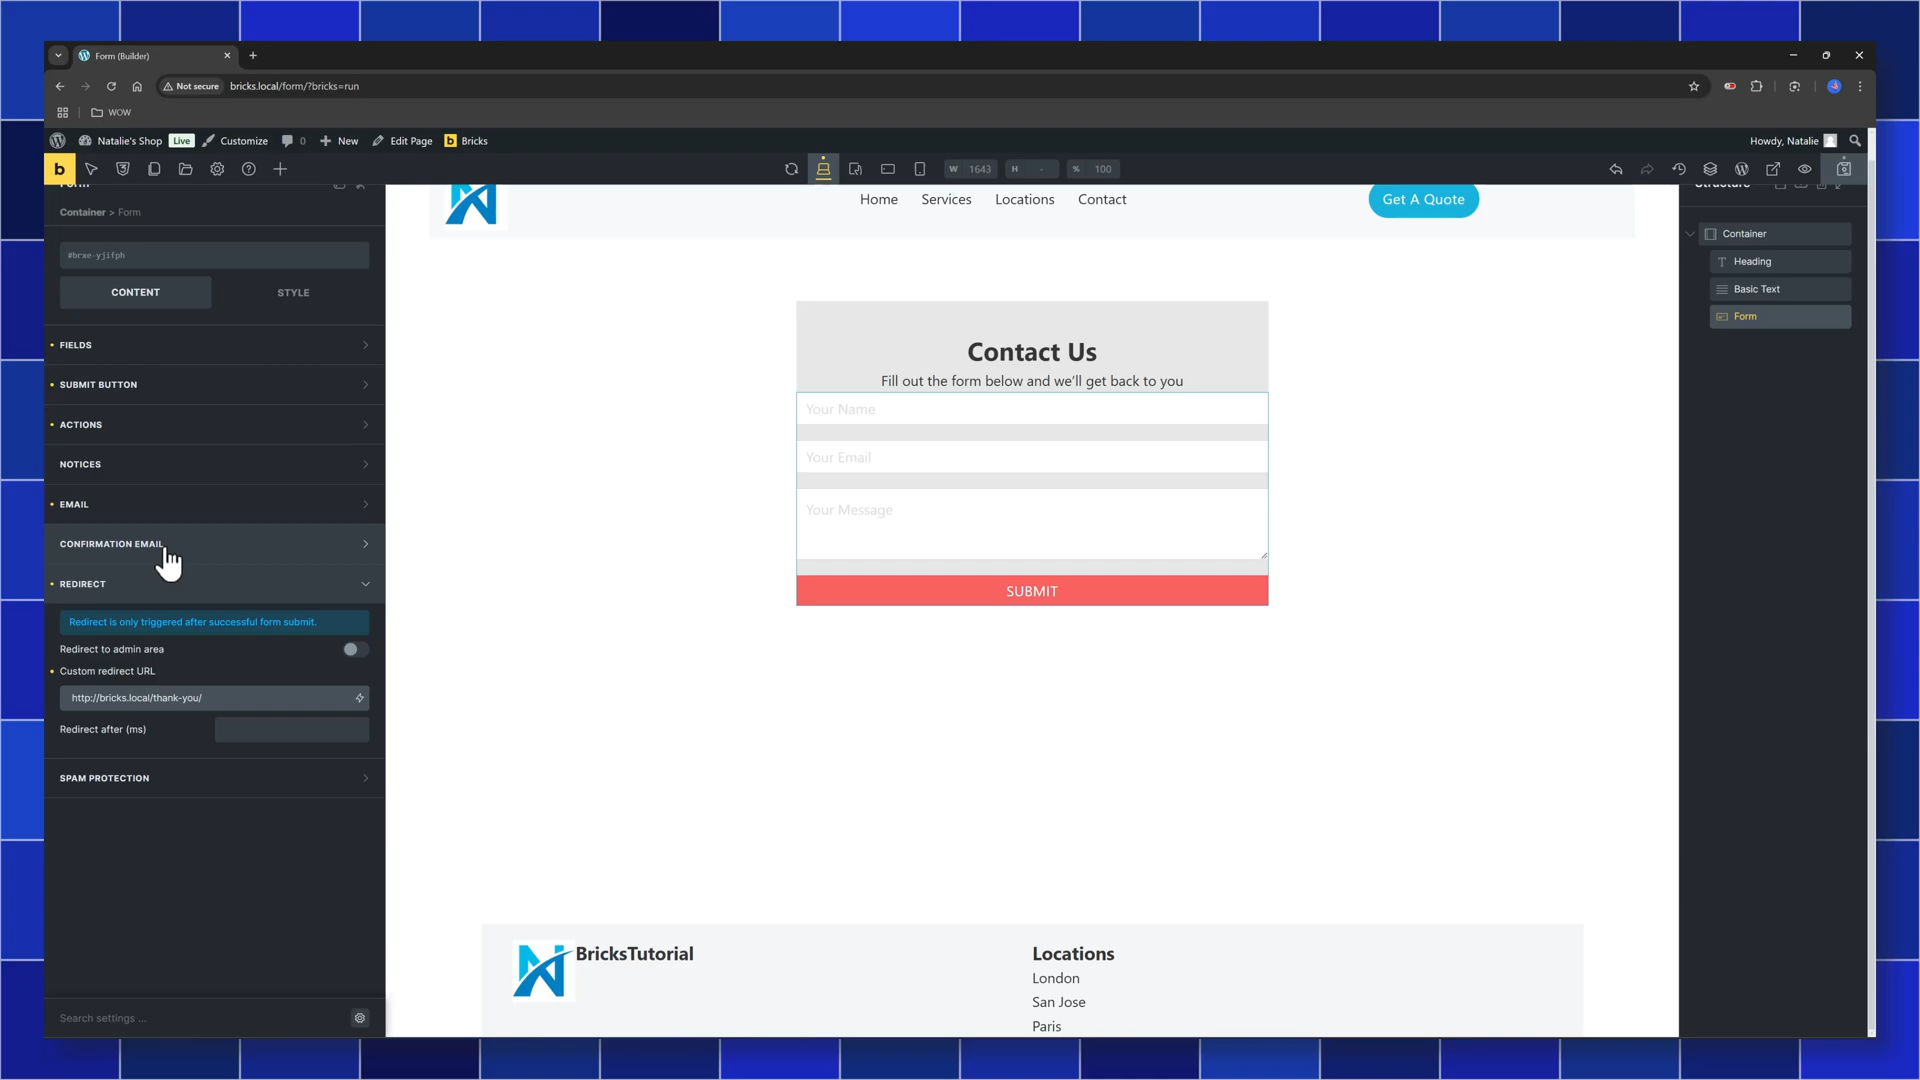 Form (Builder)
Not secure
bricks.local/form/?bricks=run
WOW
Natalie's Shop
Live
Customize
0
New
Edit Page
b Bricks
Howdy, Natalie
b
W 1643
H -
% 100
Form
Container > Form
#brxe-yjifph
CONTENT
STYLE
FIELDS
SUBMIT BUTTON
ACTIONS
NOTICES
EMAIL
CONFIRMATION EMAIL
REDIRECT
Redirect is only triggered after successful form submit.
Redirect to admin area
Custom redirect URL
http://bricks.local/thank-you/
Redirect after (ms)
SPAM PROTECTION
Search settings ...
Home
Services
Locations
Contact
Get A Quote
Contact Us
Fill out the form below and we'll get back to you
Your Name
Your Email
Your Message
SUBMIT
BricksTutorial
Locations
London
San Jose
Paris
Structure
Container
Heading
Basic Text
Form